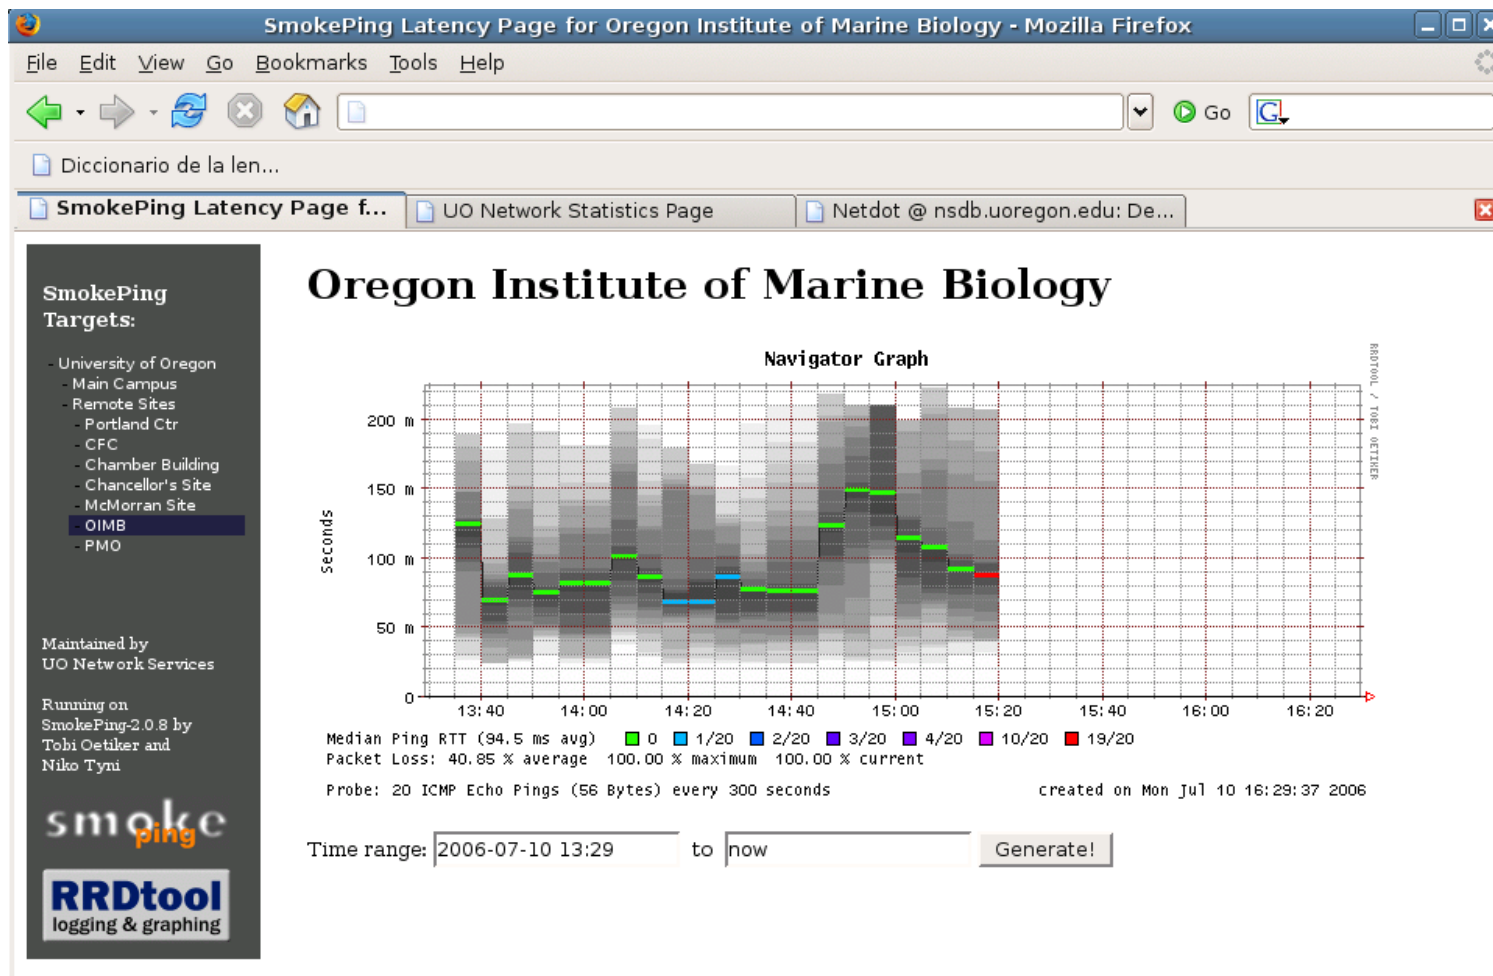 SmokePing Latency Page for Oregon Institute of Marine Biology - Mozilla Firefox
File Edit View Go Bookmarks Tools Help
Go
G
Diccionario de la len...
SmokePing Latency Page f...
UO Network Statistics Page
Netdot @ nsdb.uoregon.edu: De...
SmokePing
Targets:
- University of Oregon
- Main Campus
- Remote Sites
- Portland Ctr
- CFC
- Chamber Building
- Chancellor's Site
- McMorran Site
- OIMB
- PMO
Maintained by
UO Network Services
Running on
SmokePing-2.0.8 by
Tobi Oetiker and
Niko Tyni
smoke
ping
RRDtool
logging & graphing
Oregon Institute of Marine Biology
Navigator Graph
RRDTOOL / TOBI OETIKER
seconds
200 m
150 m
100 m
50 m
0
13:40 14:00 14:20 14:40 15:00 15:20 15:40 16:00 16:20
Median Ping RTT (94.5 ms avg) 0 1/20 2/20 3/20 4/20 10/20 19/20
Packet Loss: 40.85 % average 100.00 % maximum 100.00 % current
Probe: 20 ICMP Echo Pings (56 Bytes) every 300 seconds created on Mon Jul 10 16:29:37 2006
Time range: 2006-07-10 13:29 to now Generate!